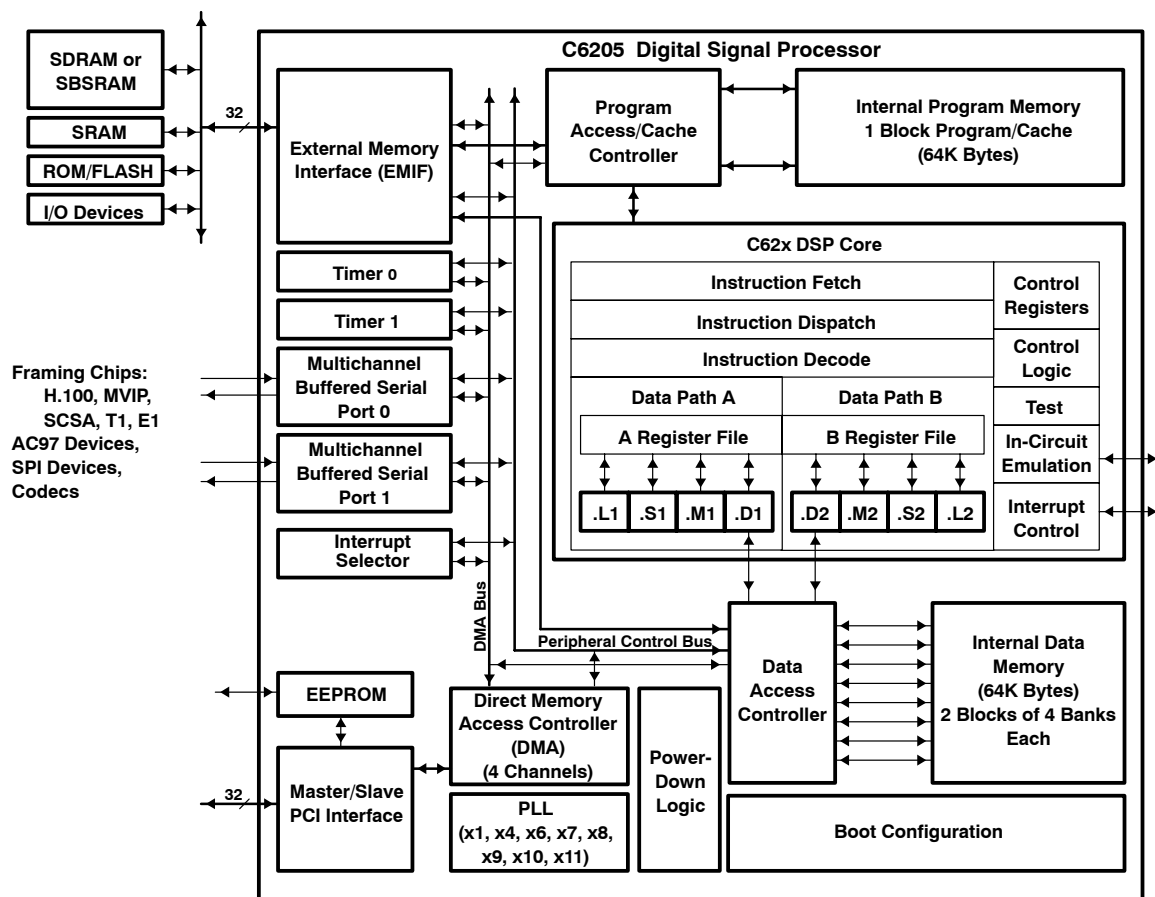 C6205 Digital Signal Processor
SDRAM or
SBSRAM
SRAM
ROM/FLASH
I/O Devices
32
External Memory
Interface (EMIF)
Program
Access/Cache
Controller
Internal Program Memory
1 Block Program/Cache
(64K Bytes)
Timer 0
Timer 1
Framing Chips:
H.100, MVIP,
SCSA, T1, E1
AC97 Devices,
SPI Devices,
Codecs
Multichannel
Buffered Serial
Port 0
Multichannel
Buffered Serial
Port 1
Interrupt
Selector
C62x DSP Core
Instruction Fetch
Instruction Dispatch
Instruction Decode
Data Path A
Data Path B
A Register File
B Register File
.L1
.S1
.M1
.D1
.D2
.M2
.S2
.L2
Control
Registers
Control
Logic
Test
In-Circuit
Emulation
Interrupt
Control
DMA Bus
Peripheral Control Bus
EEPROM
32
Master/Slave
PCI Interface
Direct Memory
Access Controller
(DMA)
(4 Channels)
PLL
(x1, x4, x6, x7, x8,
x9, x10, x11)
Power-
Down
Logic
Data
Access
Controller
Internal Data
Memory
(64K Bytes)
2 Blocks of 4 Banks
Each
Boot Configuration